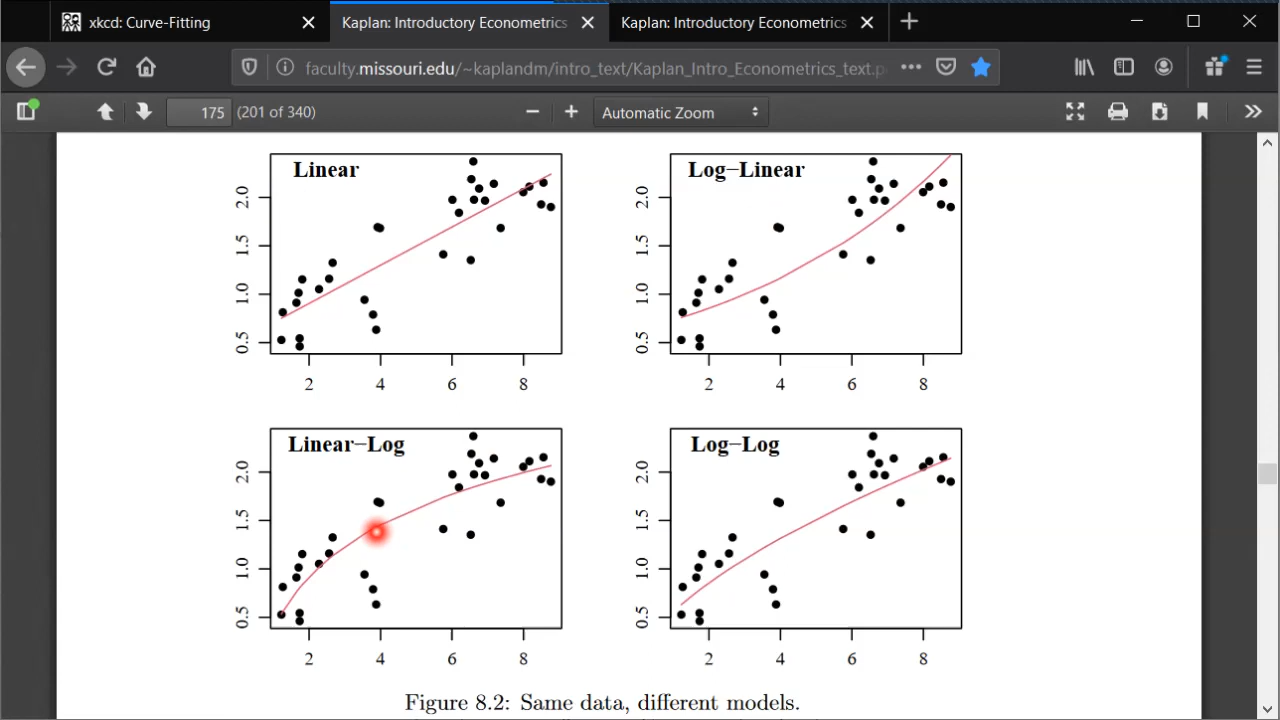 xkcd: Curve-Fitting
Kaplan: Introductory Econometrics
Kaplan: Introductory Econometrics
faculty.missouri.edu/~kaplandm/intro_text/Kaplan_Intro_Econometrics_text.p
175 (201 of 340)
Automatic Zoom
Linear
0.5 1.0 1.5 2.0
2 4 6 8
Log-Linear
0.5 1.0 1.5 2.0
2 4 6 8
Linear-Log
0.5 1.0 1.5 2.0
2 4 6 8
Log-Log
0.5 1.0 1.5 2.0
2 4 6 8
Figure 8.2: Same data, different models.